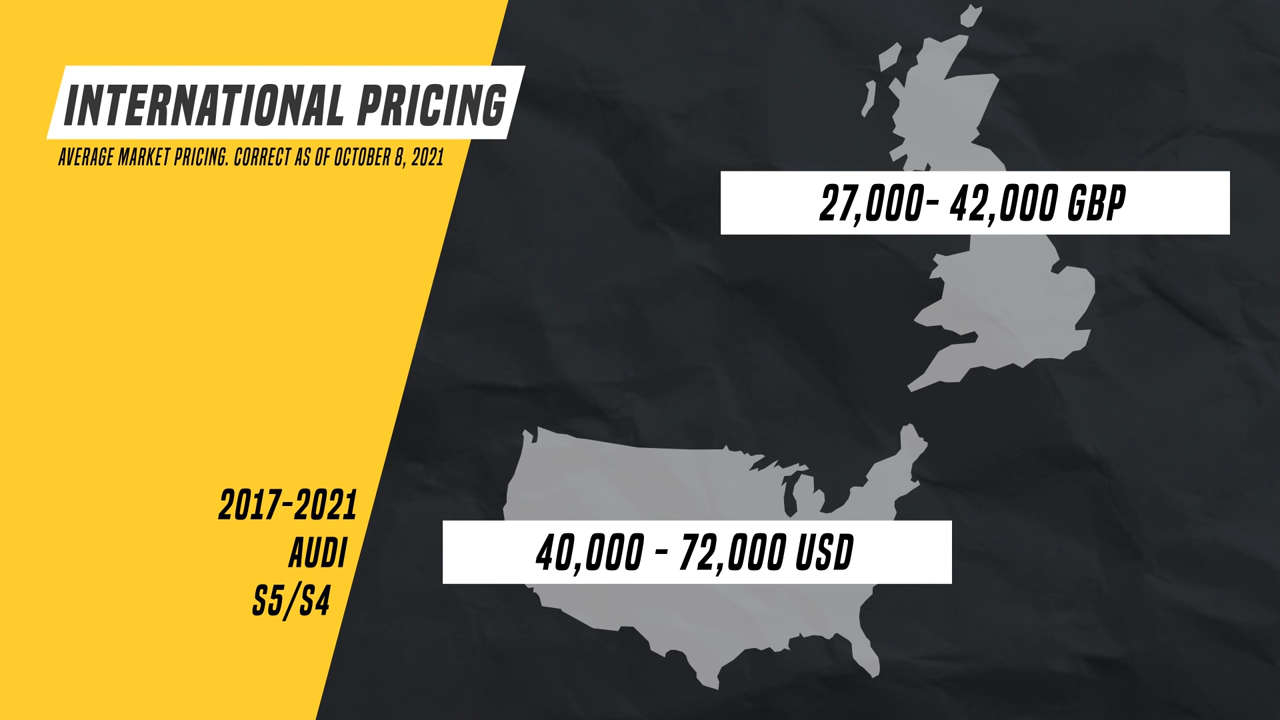 INTERNATIONAL PRICING
AVERAGE MARKET PRICING. CORRECT AS OF OCTOBER 8, 2021
27,000- 42,000 GBP
40,000 - 72,000 USD
2017-2021
AUDI
S5/S4